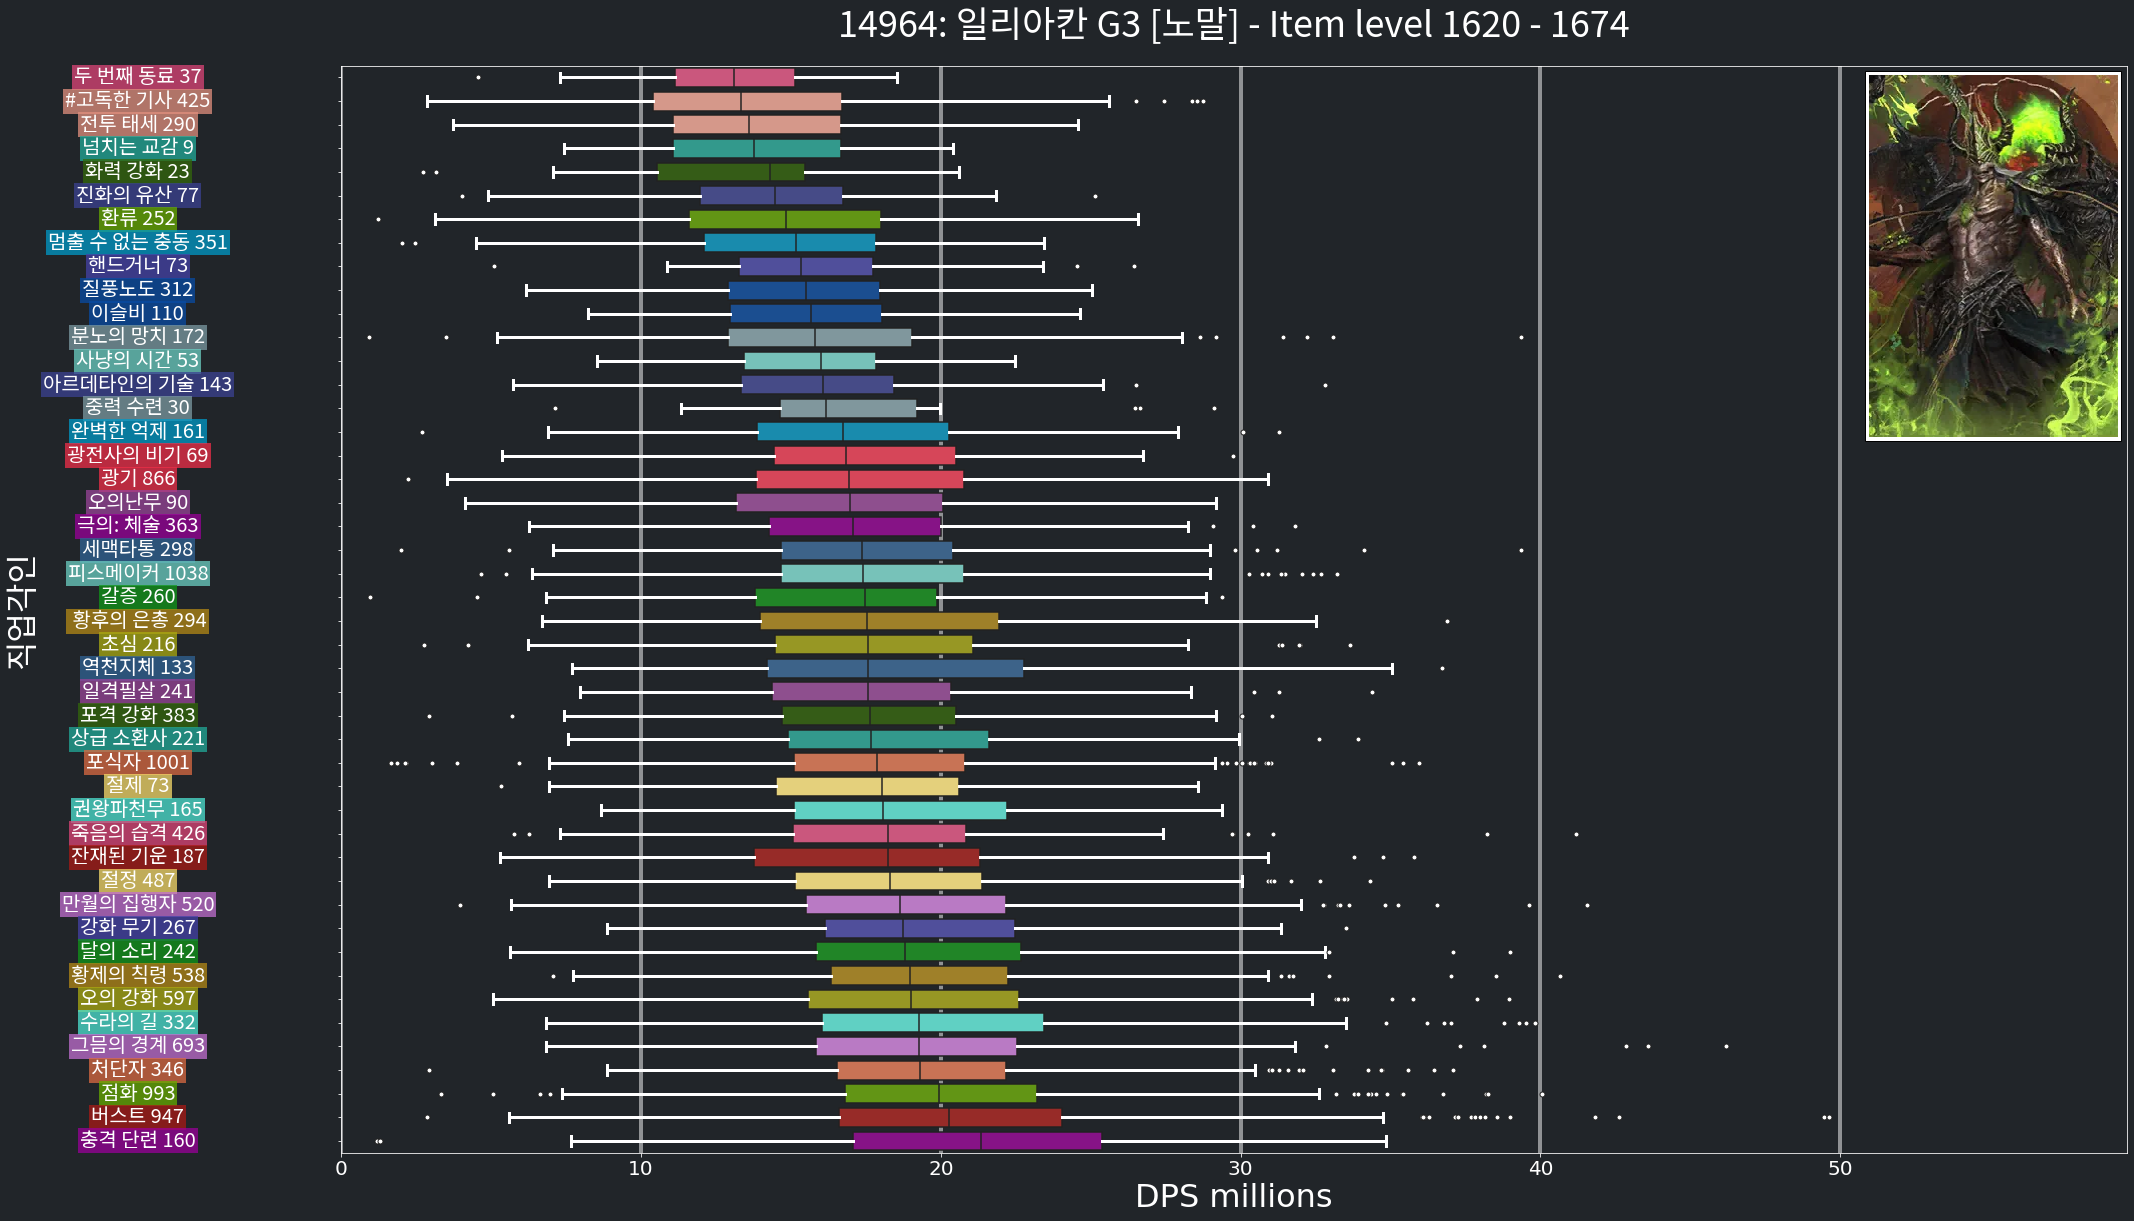 14964: 일리아칸 G3 [노말] - Item level 1620 - 1674
두 번째 동료 37
#고독한 기사 425
전투 태세 290
넘치는 교감 9
화력 강화 23
진화의 유산 77
환류 252
멈출 수 없는 충동 351
핸드거너 73
질풍노도 312
이슬비 110
분노의 망치 172
사냥의 시간 53
아르데타인의 기술 143
중력 수련 30
완벽한 억제 161
광전사의 비기 69
광기 866
오의난무 90
극의: 체술 363
세맥타통 298
피스메이커 1038
갈증 260
황후의 은총 294
초심 216
역천지체 133
일격필살 241
포격 강화 383
상급 소환사 221
포식자 1001
절제 73
권왕파천무 165
죽음의 습격 426
잔재된 기운 187
절정 487
만월의 집행자 520
강화 무기 267
달의 소리 242
황제의 칙령 538
오의 강화 597
수라의 길 332
그믐의 경계 693
처단자 346
점화 993
버스트 947
충격 단련 160
직업각인
0 10 20 30 40 50
DPS millions